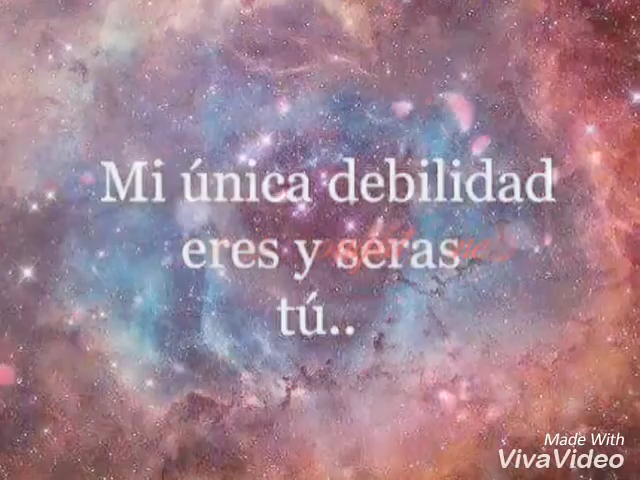 Mi única debilidad
eres y seras
tú..
Made With
VivaVideo